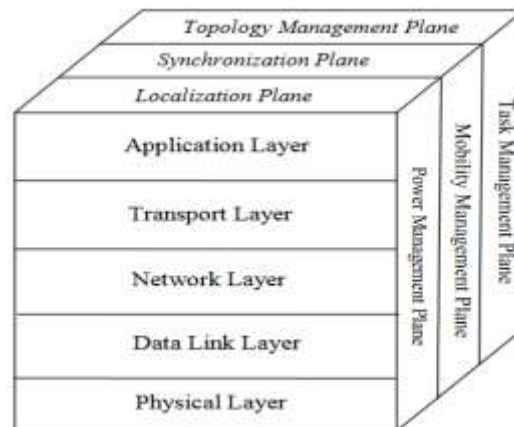 Topology Management Plane
Synchronization Plane
Localization Plane
Application Layer
Transport Layer
Network Layer
Data Link Layer
Physical Layer
Power Management Plane
Mobility Management Plane
Task Management Plane